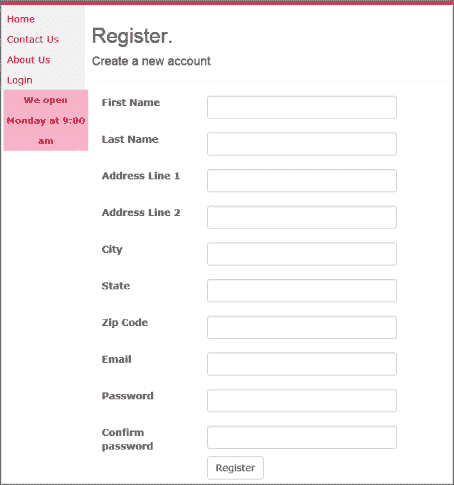 Home
Contact Us
About Us
Login
We open
Monday at 9:00
am
Register.
Create a new account
First Name
Last Name
Address Line 1
Address Line 2
City
State
Zip Code
Email
Password
Confirm
password
Register